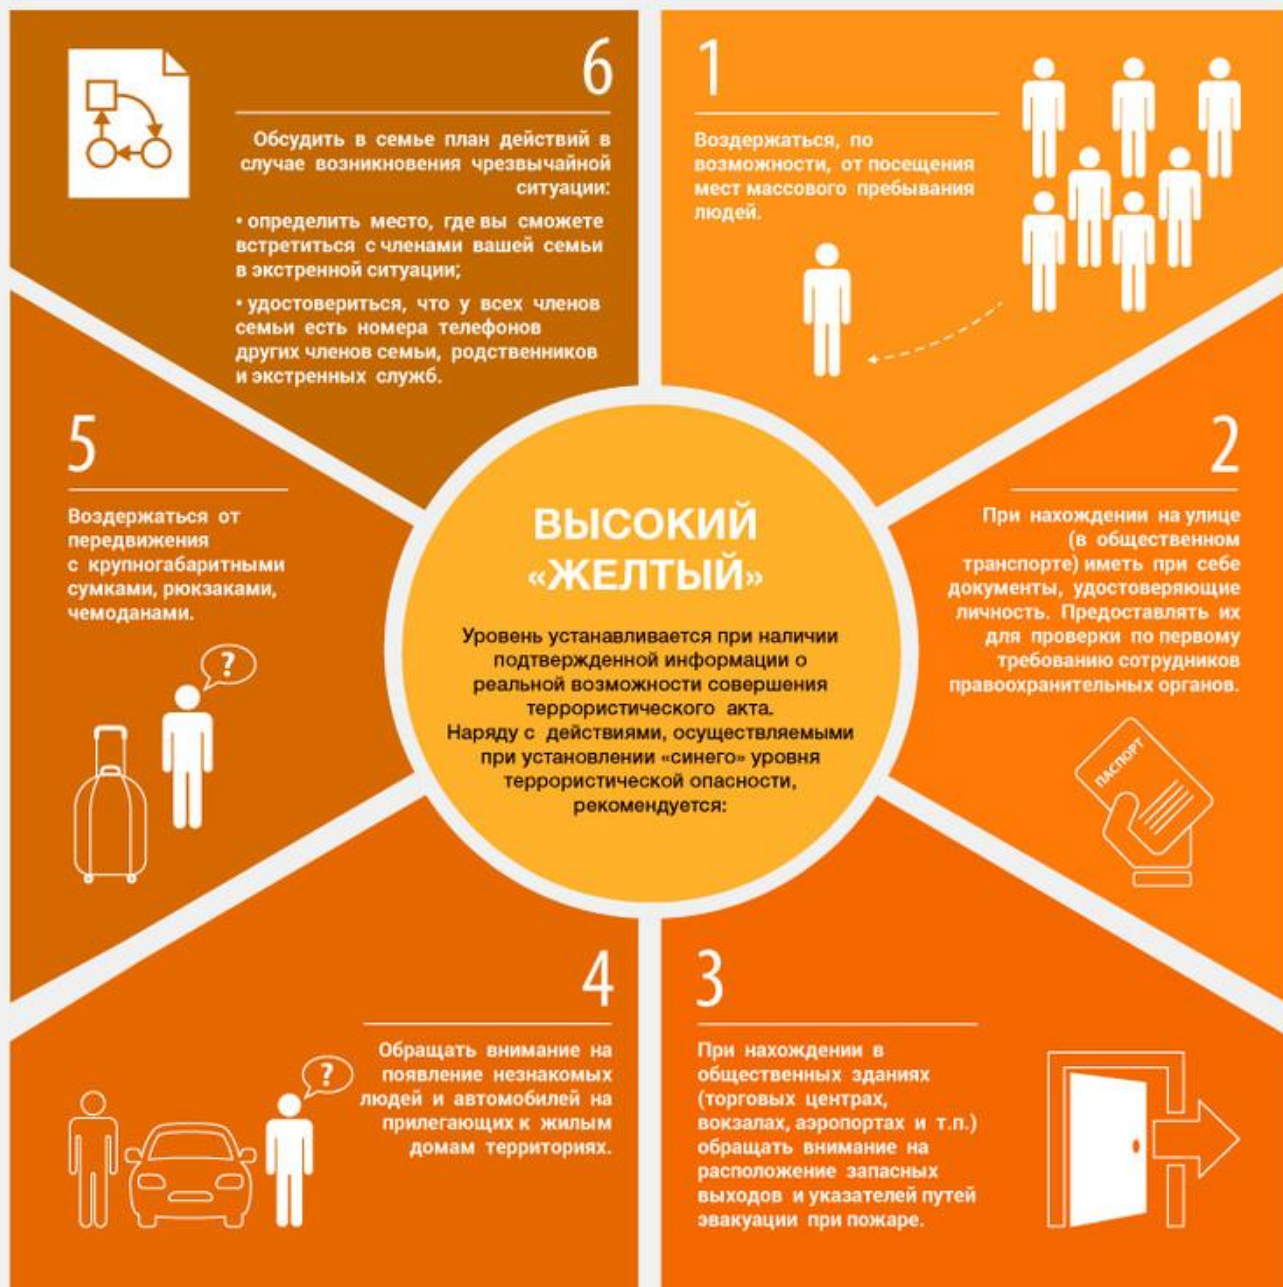 ВЫСОКИЙ
«ЖЕЛТЫЙ»
Уровень устанавливается при наличии
подтвержденной информации о
реальной возможности совершения
террористического акта.
Наряду с действиями, осуществляемыми
при установлении «синего» уровня
террористической опасности,
рекомендуется:
1
Воздержаться, по
возможности, от посещения
мест массового пребывания
людей.
2
При нахождении на улице
(в общественном
транспорте) иметь при себе
документы, удостоверяющие
личность. Предоставлять их
для проверки по первому
требованию сотрудников
правоохранительных органов.
ПАСПОРТ
3
При нахождении в
общественных зданиях
(торговых центрах,
вокзалах, аэропортах и т.п.)
обращать внимание на
расположение запасных
выходов и указателей путей
эвакуации при пожаре.
4
Обращать внимание на
появление незнакомых
людей и автомобилей на
прилегающих к жилым
домам территориях.
?
5
Воздержаться от
передвижения
с крупногабаритными
сумками, рюкзаками,
чемоданами.
?
6
Обсудить в семье план действий в
случае возникновения чрезвычайной
ситуации:
• определить место, где вы сможете
встретиться с членами вашей семьи
в экстренной ситуации;
• удостовериться, что у всех членов
семьи есть номера телефонов
других членов семьи, родственников
и экстренных служб.